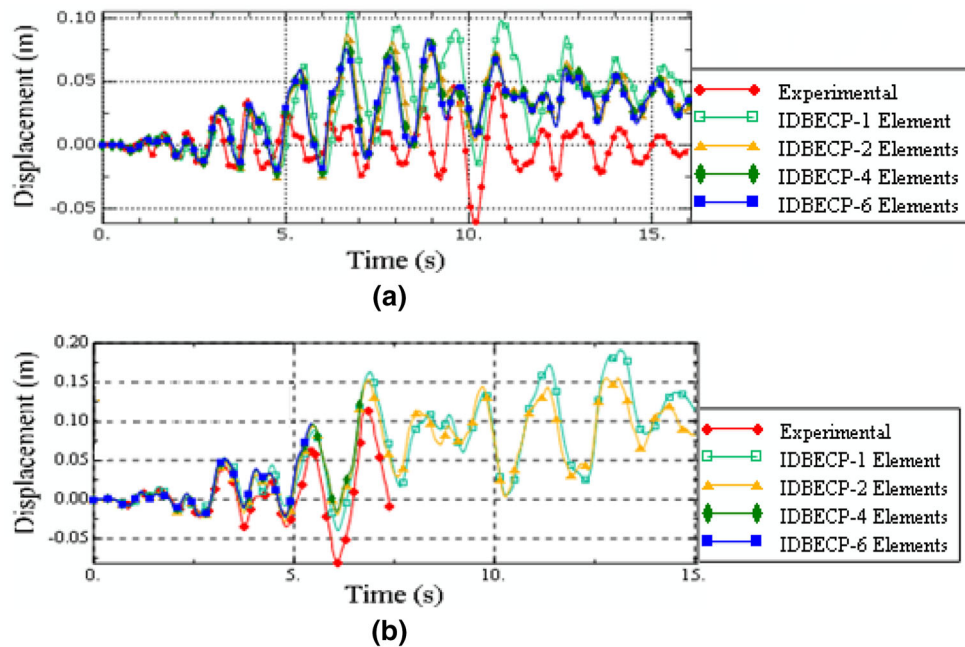 0.10
0.05
0.00
-0.05
Displacement (m)
0. 5. 10. 15.
Time (s)
Experimental
IDBECP-1 Element
IDBECP-2 Elements
IDBECP-4 Elements
IDBECP-6 Elements
(a)
0.20
0.15
0.10
0.05
0.00
-0.05
Displacement (m)
0. 5. 10. 15.
Time (s)
Experimental
IDBECP-1 Element
IDBECP-2 Elements
IDBECP-4 Elements
IDBECP-6 Elements
(b)